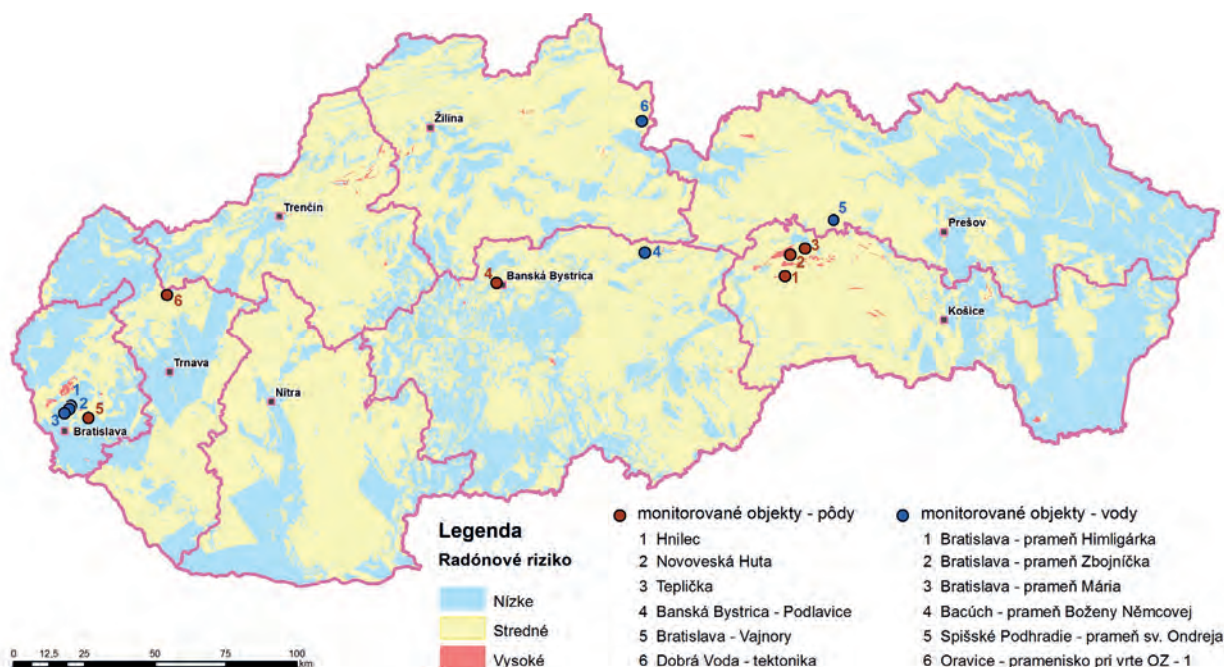 6
Žilina
Trenčín
5
Prešov
4
3
2
1
4
Banská Bystrica
6
Košice
Trnava
Nitra
1
2
3
5
Bratislava
Legenda
Radónové riziko
Nízke
Stredné
Vysoké
monitorované objekty - pôdy
1 Hnilec
2 Novoveská Huta
3 Teplička
4 Banská Bystrica - Podlavice
5 Bratislava - Vajnory
6 Dobrá Voda - tektonika
monitorované objekty - vody
1 Bratislava - prameň Himligárka
2 Bratislava - prameň Zbojníčka
3 Bratislava - prameň Mária
4 Bacúch - prameň Boženy Němcovej
5 Spišské Podhradie - prameň sv. Ondreja
6 Oravice - pramenisko pri vrte OZ - 1
0 12,5 25 50 75 100
km